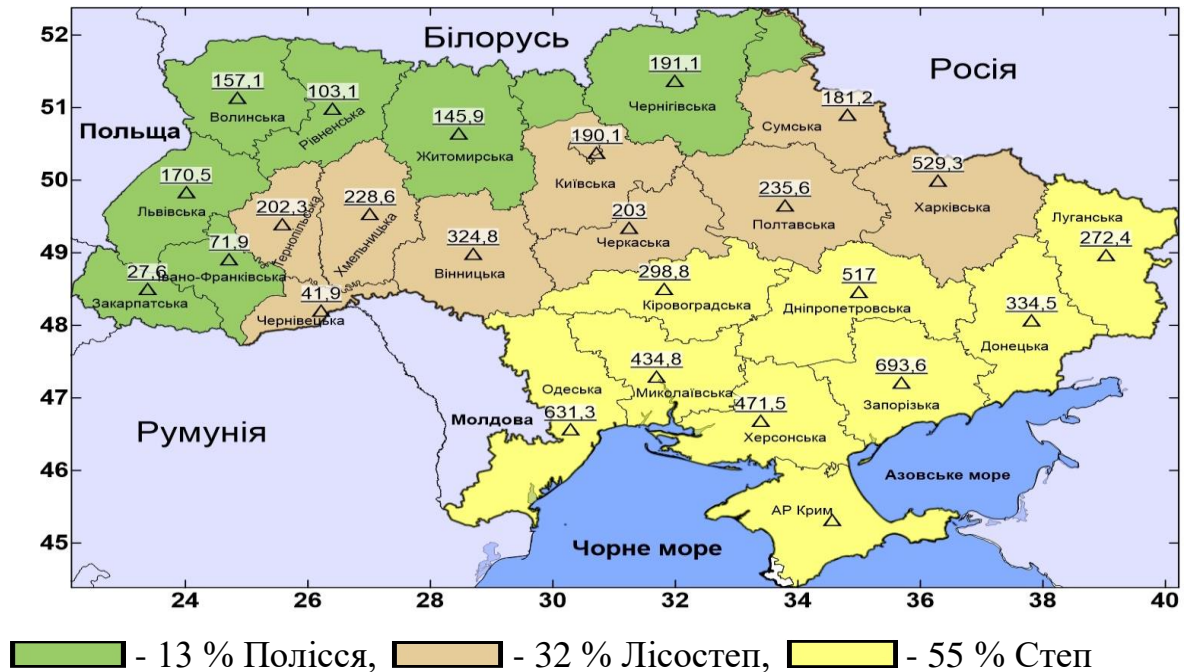 52
51
50
49
48
47
46
45
Білорусь
Росія
Польща
Румунія
Молдова
Чорне море
Азовське море
157,1
Волинська
103,1
Рівненська
145,9
Житомирська
191,1
Чернігівська
181,2
Сумська
190,1
Київська
170,5
Львівська
202,3
Тернопільська
228,6
Хмельницька
324,8
Вінницька
203
Черкаська
235,6
Полтавська
529,3
Харківська
Луганська
272,4
71,9
Івано-Франківська
27,6
Закарпатська
41,9
Чернівецька
298,8
Кіровоградська
517
Дніпропетровська
334,5
Донецька
Одеська
631,3
434,8
Миколаївська
471,5
Херсонська
693,6
Запорізька
АР Крим
24 26 28 30 32 34 36 38 40
- 13 % Полісся, - 32 % Лісостеп, - 55 % Степ